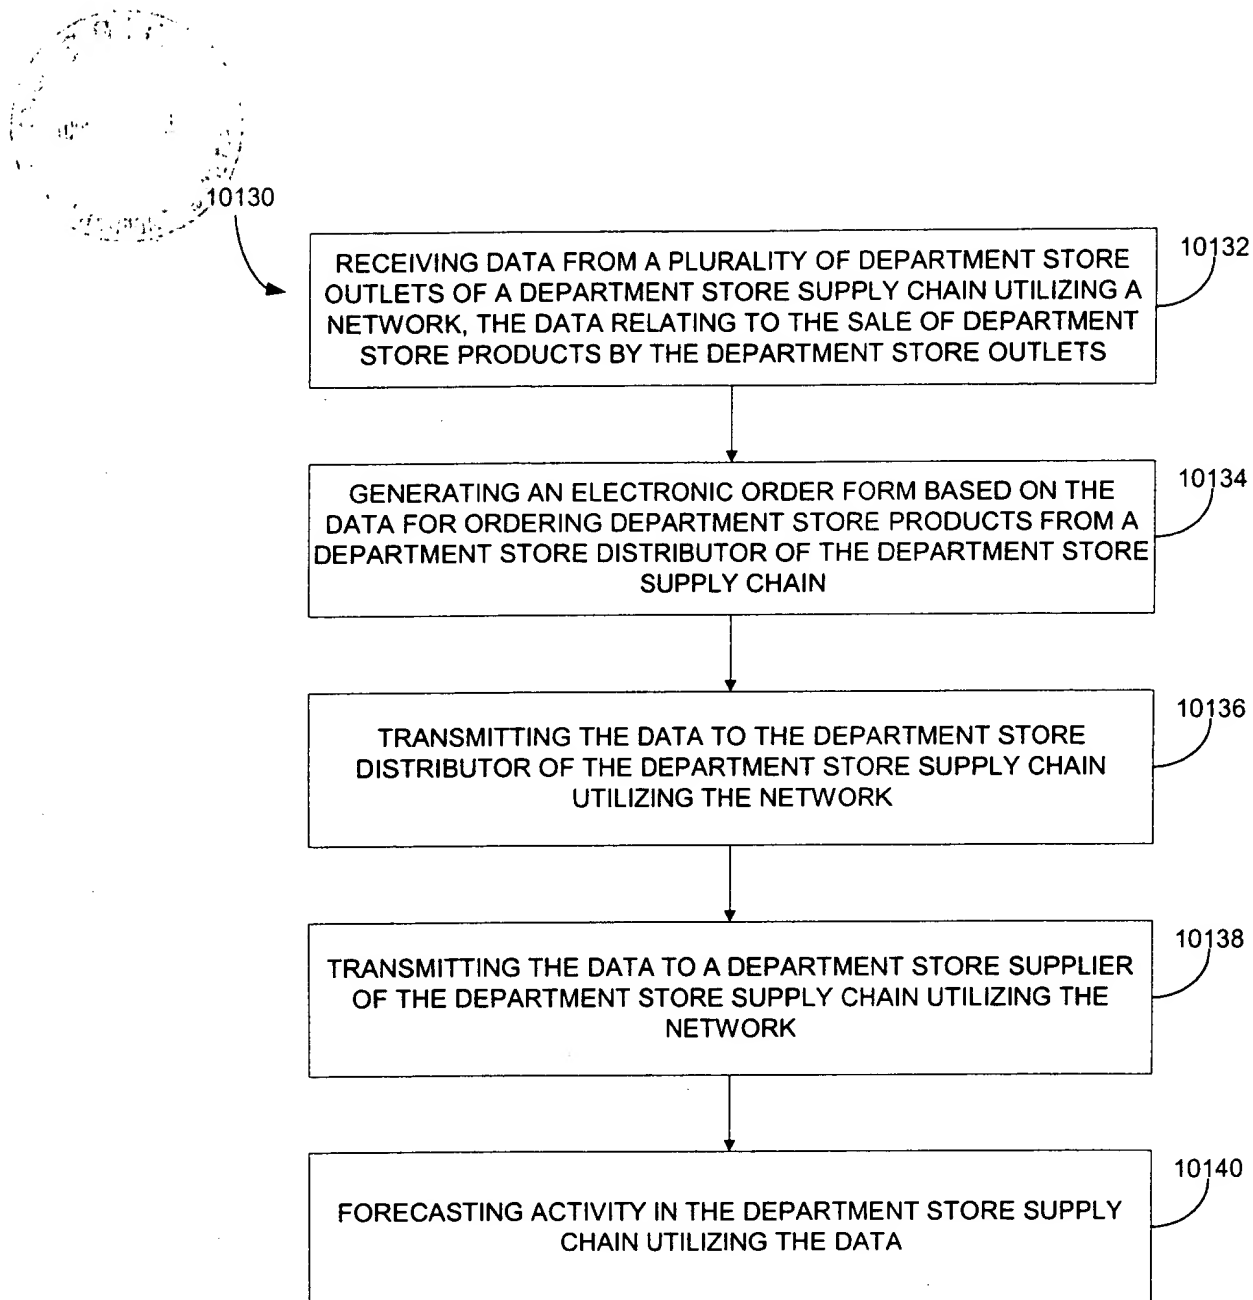 10130
RECEIVING DATA FROM A PLURALITY OF DEPARTMENT STORE
OUTLETS OF A DEPARTMENT STORE SUPPLY CHAIN UTILIZING A
NETWORK, THE DATA RELATING TO THE SALE OF DEPARTMENT
STORE PRODUCTS BY THE DEPARTMENT STORE OUTLETS
10132
GENERATING AN ELECTRONIC ORDER FORM BASED ON THE
DATA FOR ORDERING DEPARTMENT STORE PRODUCTS FROM A
DEPARTMENT STORE DISTRIBUTOR OF THE DEPARTMENT STORE
SUPPLY CHAIN
10134
TRANSMITTING THE DATA TO THE DEPARTMENT STORE
DISTRIBUTOR OF THE DEPARTMENT STORE SUPPLY CHAIN
UTILIZING THE NETWORK
10136
TRANSMITTING THE DATA TO A DEPARTMENT STORE SUPPLIER
OF THE DEPARTMENT STORE SUPPLY CHAIN UTILIZING THE
NETWORK
10138
FORECASTING ACTIVITY IN THE DEPARTMENT STORE SUPPLY
CHAIN UTILIZING THE DATA
10140